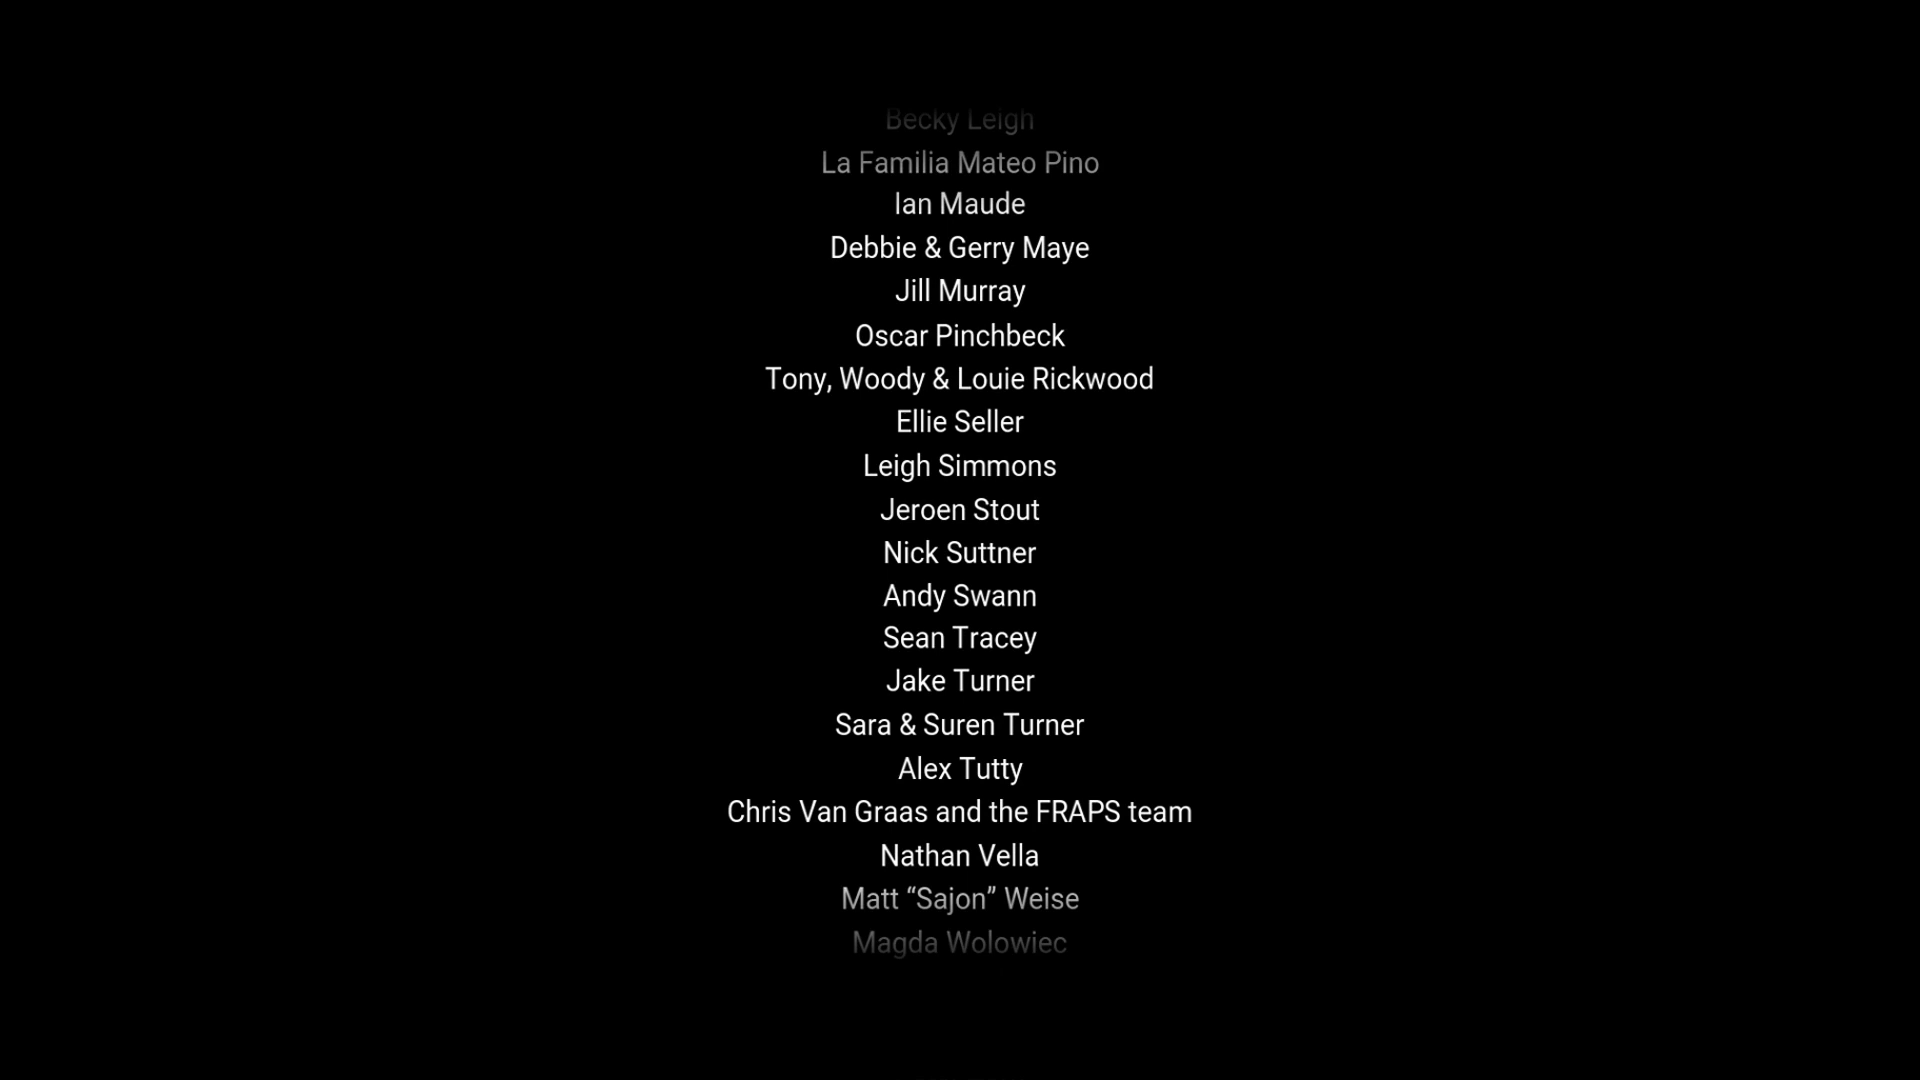 Becky Leigh
La Familia Mateo Pino
Ian Maude
Debbie & Gerry Maye
Jill Murray
Oscar Pinchbeck
Tony, Woody & Louie Rickwood
Ellie Seller
Leigh Simmons
Jeroen Stout
Nick Suttner
Andy Swann
Sean Tracey
Jake Turner
Sara & Suren Turner
Alex Tutty
Chris Van Graas and the FRAPS team
Nathan Vella
Matt “Sajon” Weise
Magda Wolowiec